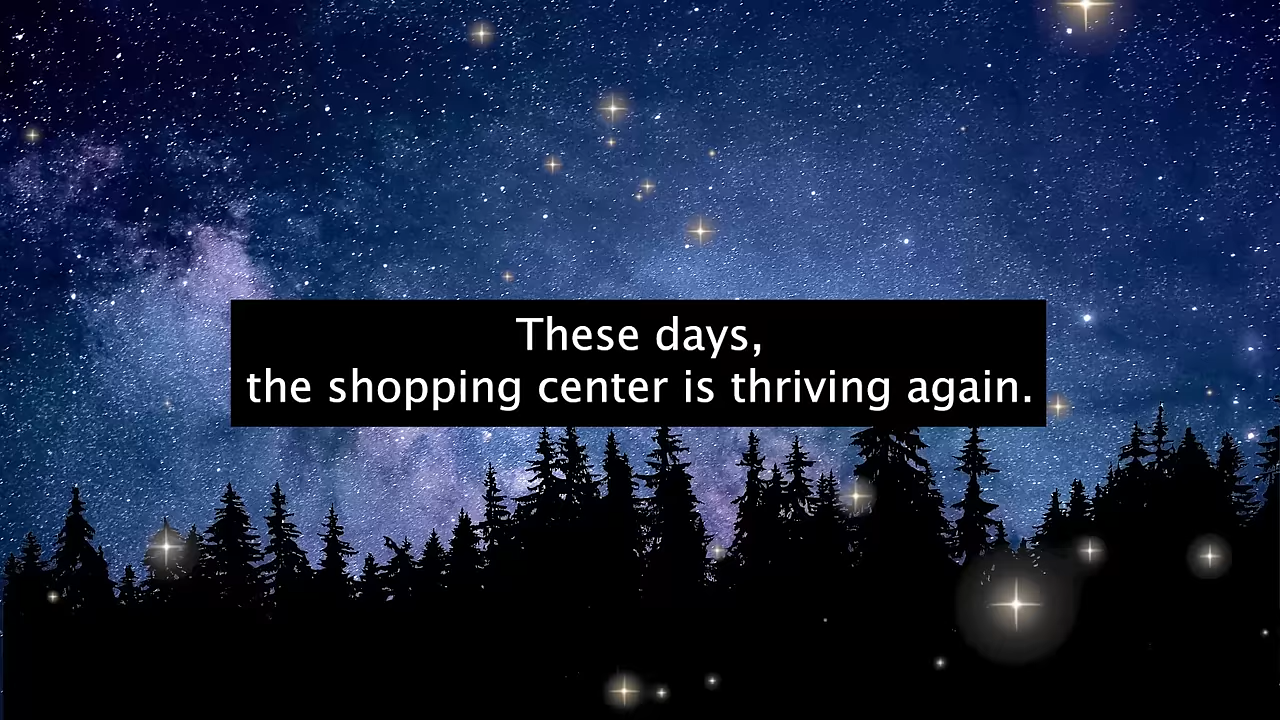 These days,
the shopping center is thriving again.